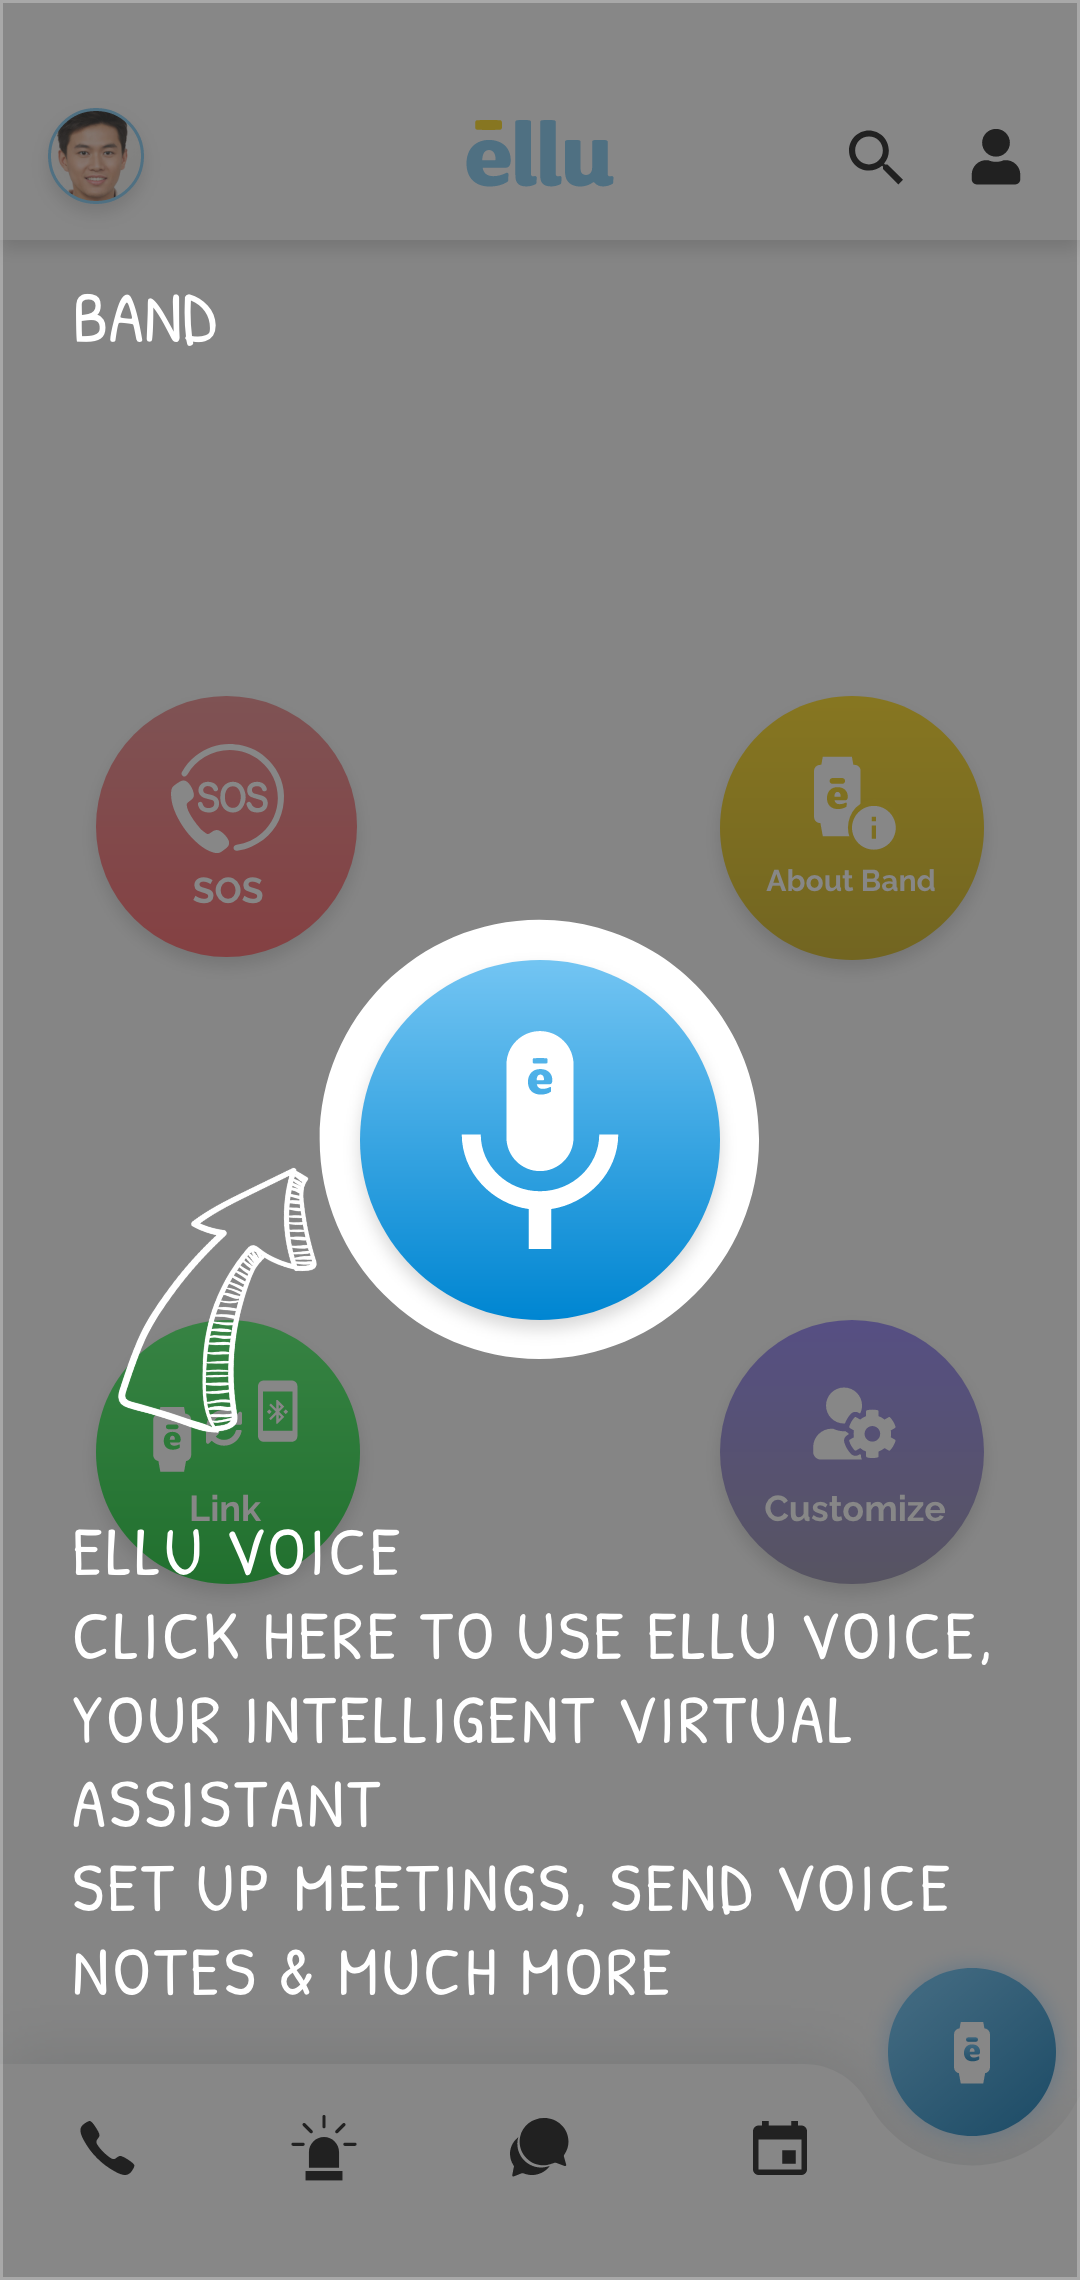 ēllu
BAND
SOS
SOS
ē
i
About Band
ē
ē
Link
Customize
ELLU VOICE
CLICK HERE TO USE ELLU VOICE,
YOUR INTELLIGENT VIRTUAL
ASSISTANT
SET UP MEETINGS, SEND VOICE
NOTES & MUCH MORE
ē